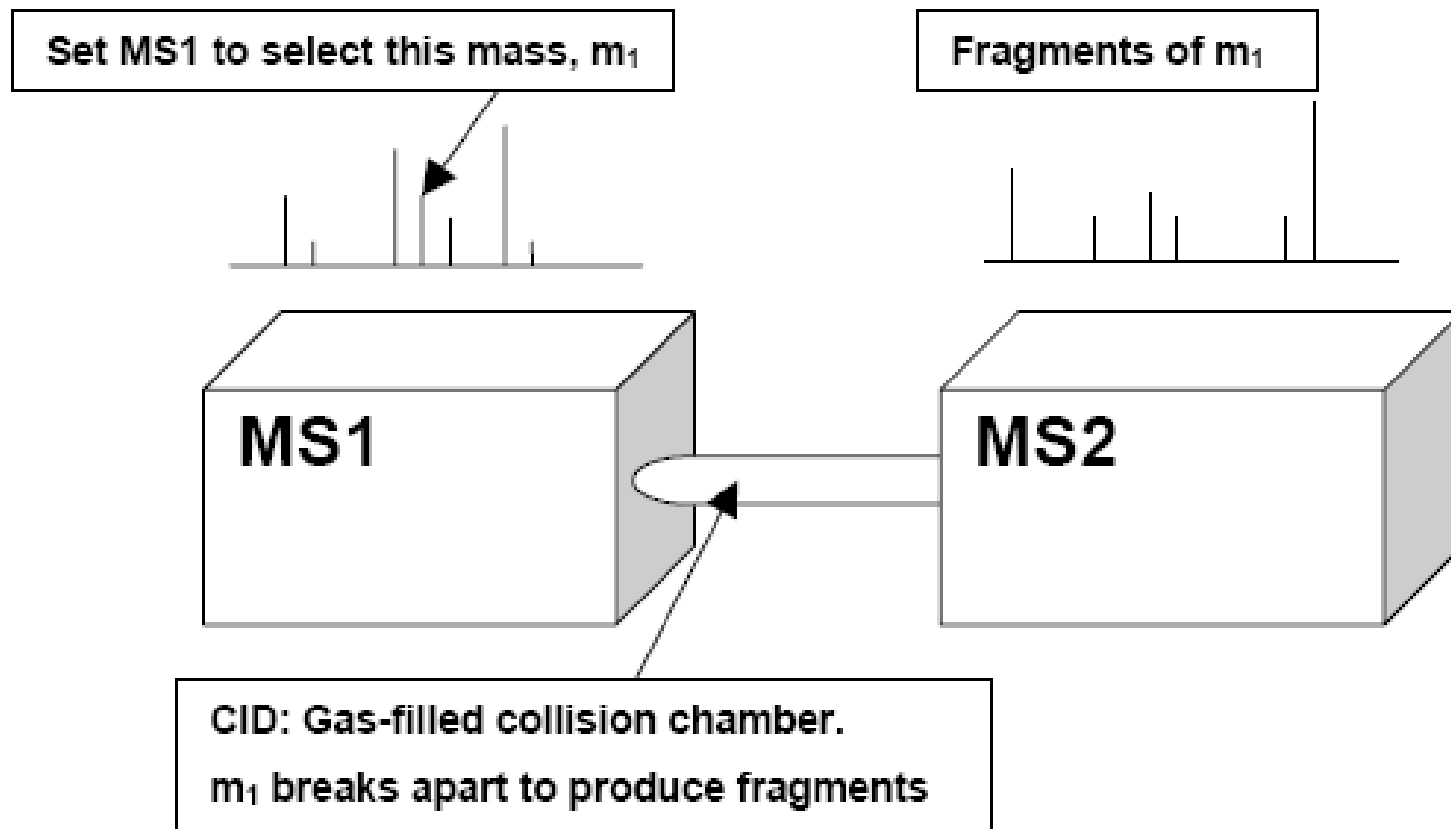 Set MS1 to select this mass, m₁
Fragments of m₁
MS1
MS2
CID: Gas-filled collision chamber.
m₁ breaks apart to produce fragments